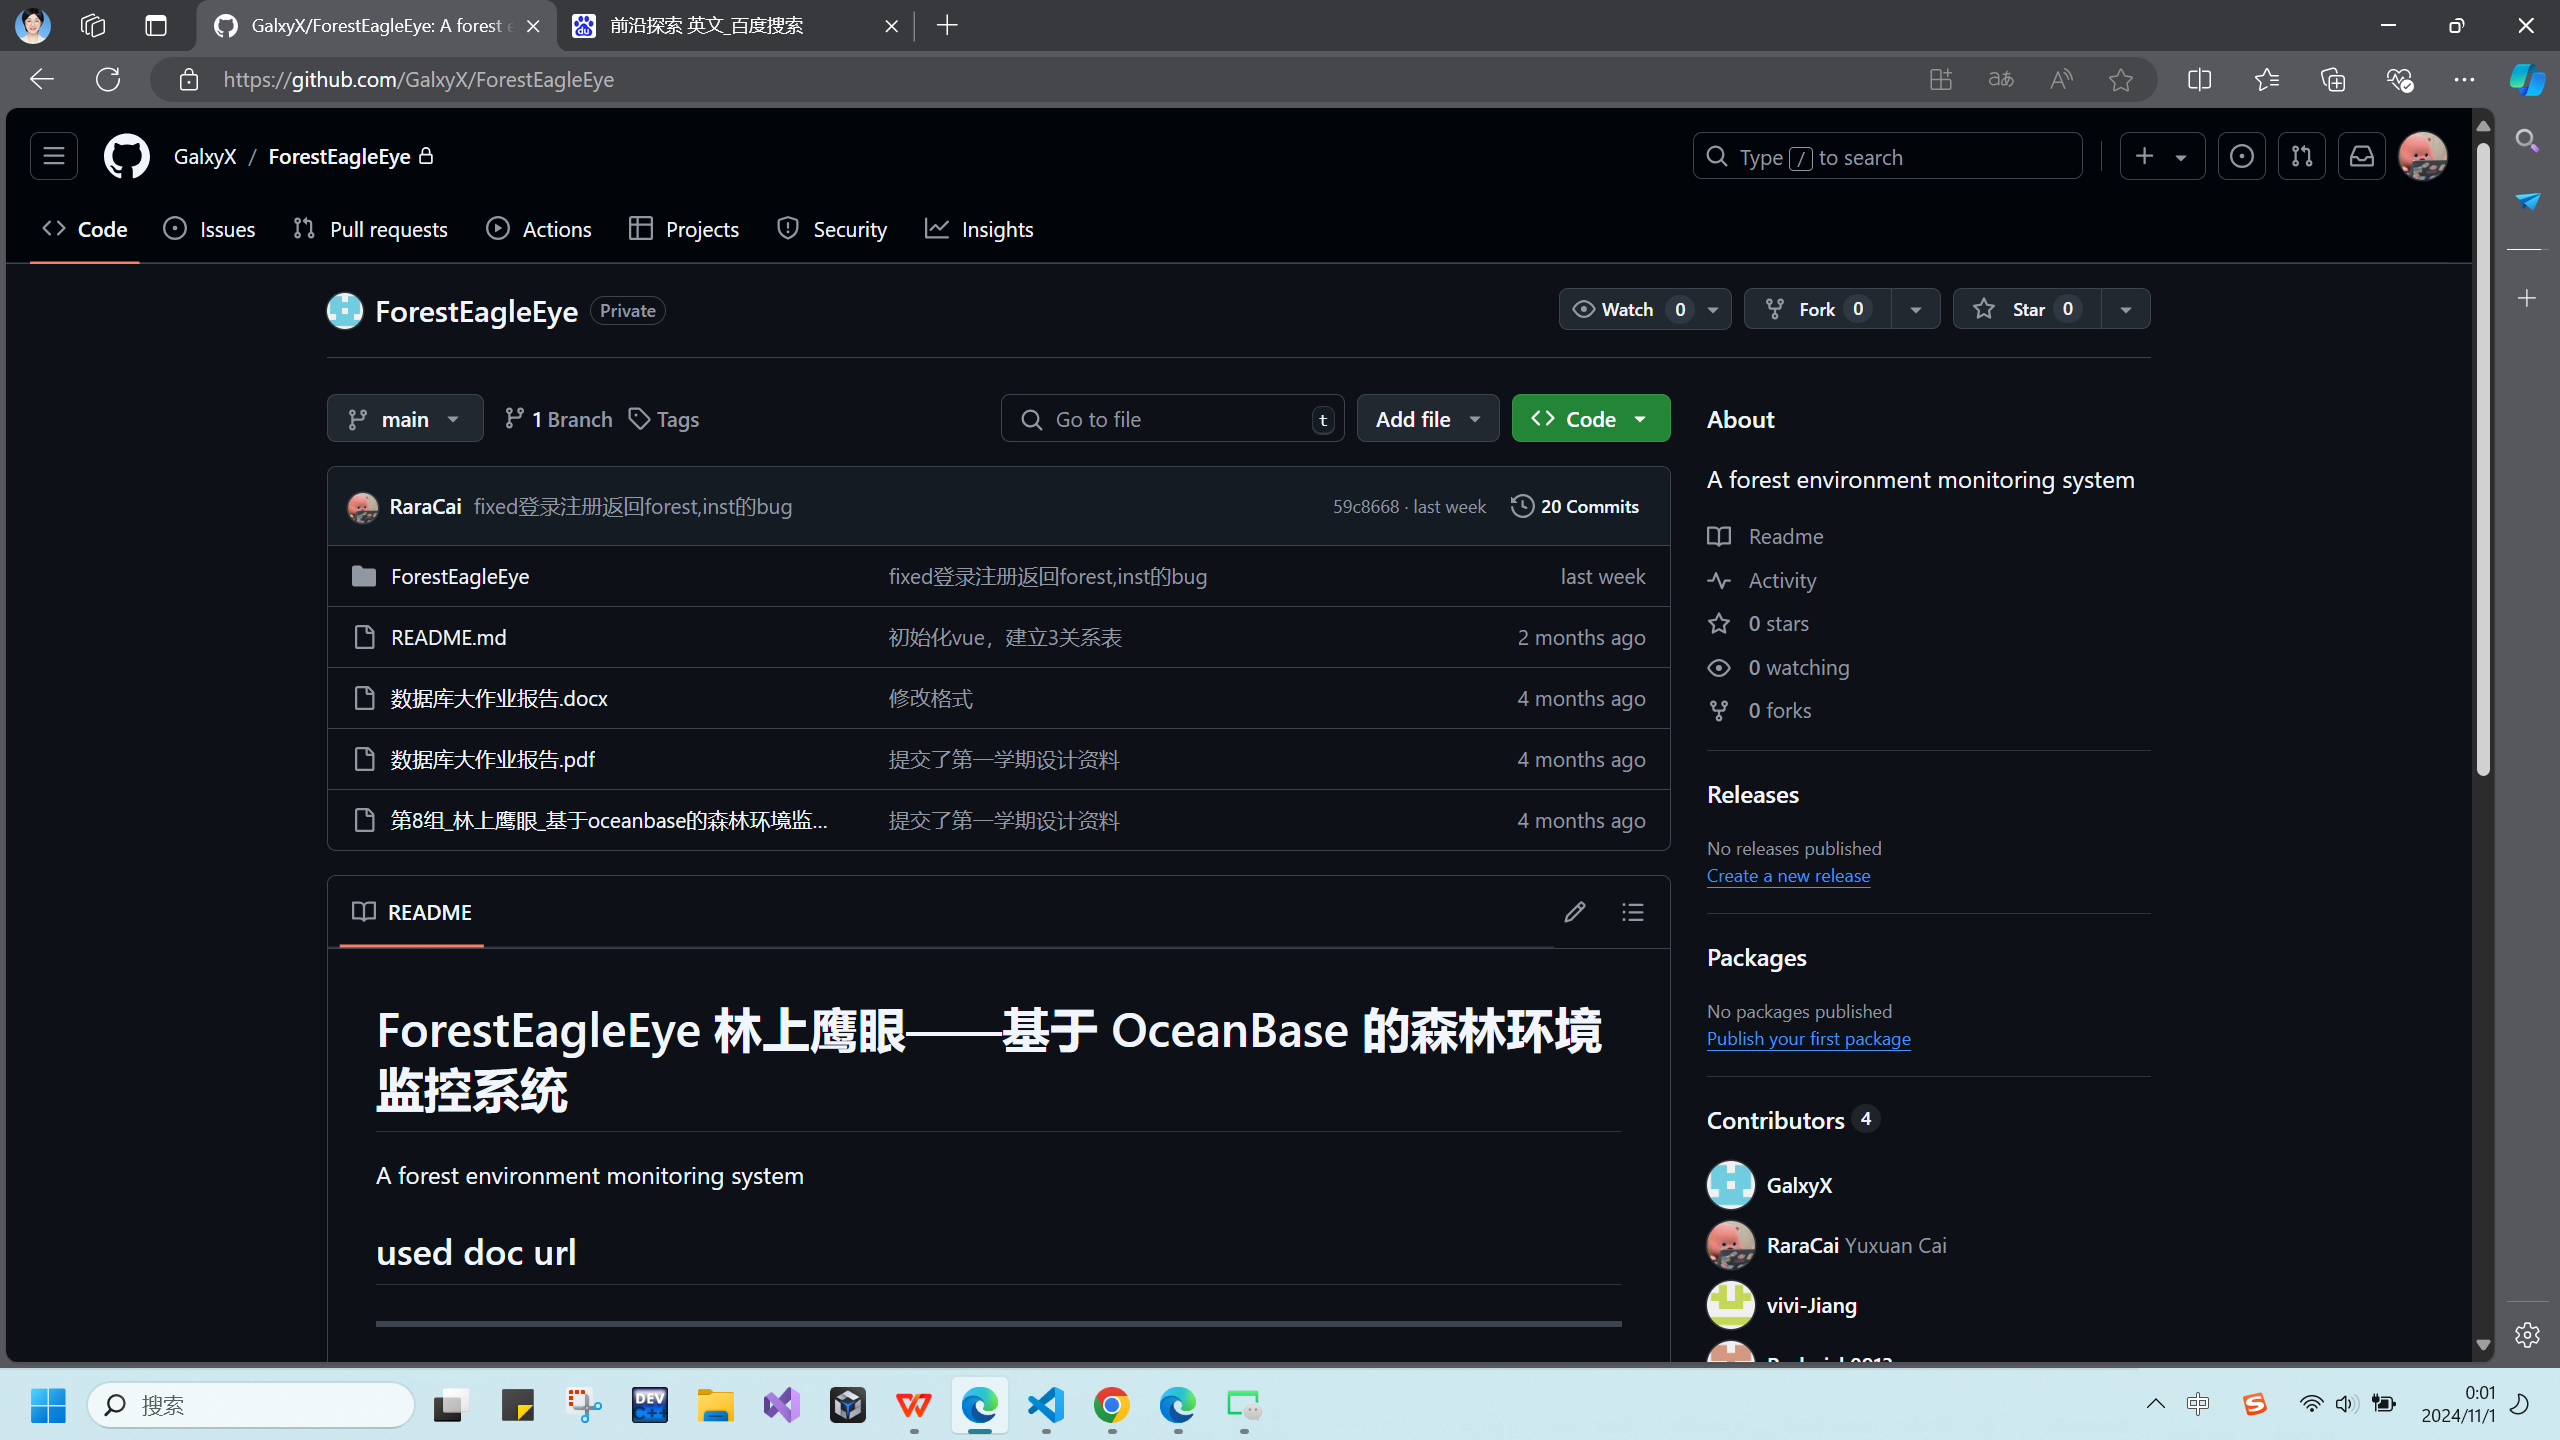 GalxyX/ForestEagleEye: A forest e
前沿探索 英文_百度搜索
https://github.com/GalxyX/ForestEagleEye
aあ
GalxyX / ForestEagleEye
Type / to search
Code
Issues
Pull requests
Actions
Projects
Security
Insights
ForestEagleEye Private
Watch 0
Fork 0
Star 0
main
1 Branch
Tags
Go to file
t
Add file
Code
RaraCai fixed登录注册返回forest,inst的bug
59c8668 · last week
20 Commits
ForestEagleEye fixed登录注册返回forest,inst的bug last week
README.md 初始化vue，建立3关系表 2 months ago
数据库大作业报告.docx 修改格式 4 months ago
数据库大作业报告.pdf 提交了第一学期设计资料 4 months ago
第8组_林上鹰眼_基于oceanbase的森林环境监... 提交了第一学期设计资料 4 months ago
README
ForestEagleEye 林上鹰眼——基于 OceanBase 的森林环境
监控系统
A forest environment monitoring system
used doc url
About
A forest environment monitoring system
Readme
Activity
0 stars
0 watching
0 forks
Releases
No releases published
Create a new release
Packages
No packages published
Publish your first package
Contributors 4
GalxyX
RaraCai Yuxuan Cai
vivi-Jiang
搜索
DEV
C++
中
0:01
2024/11/1